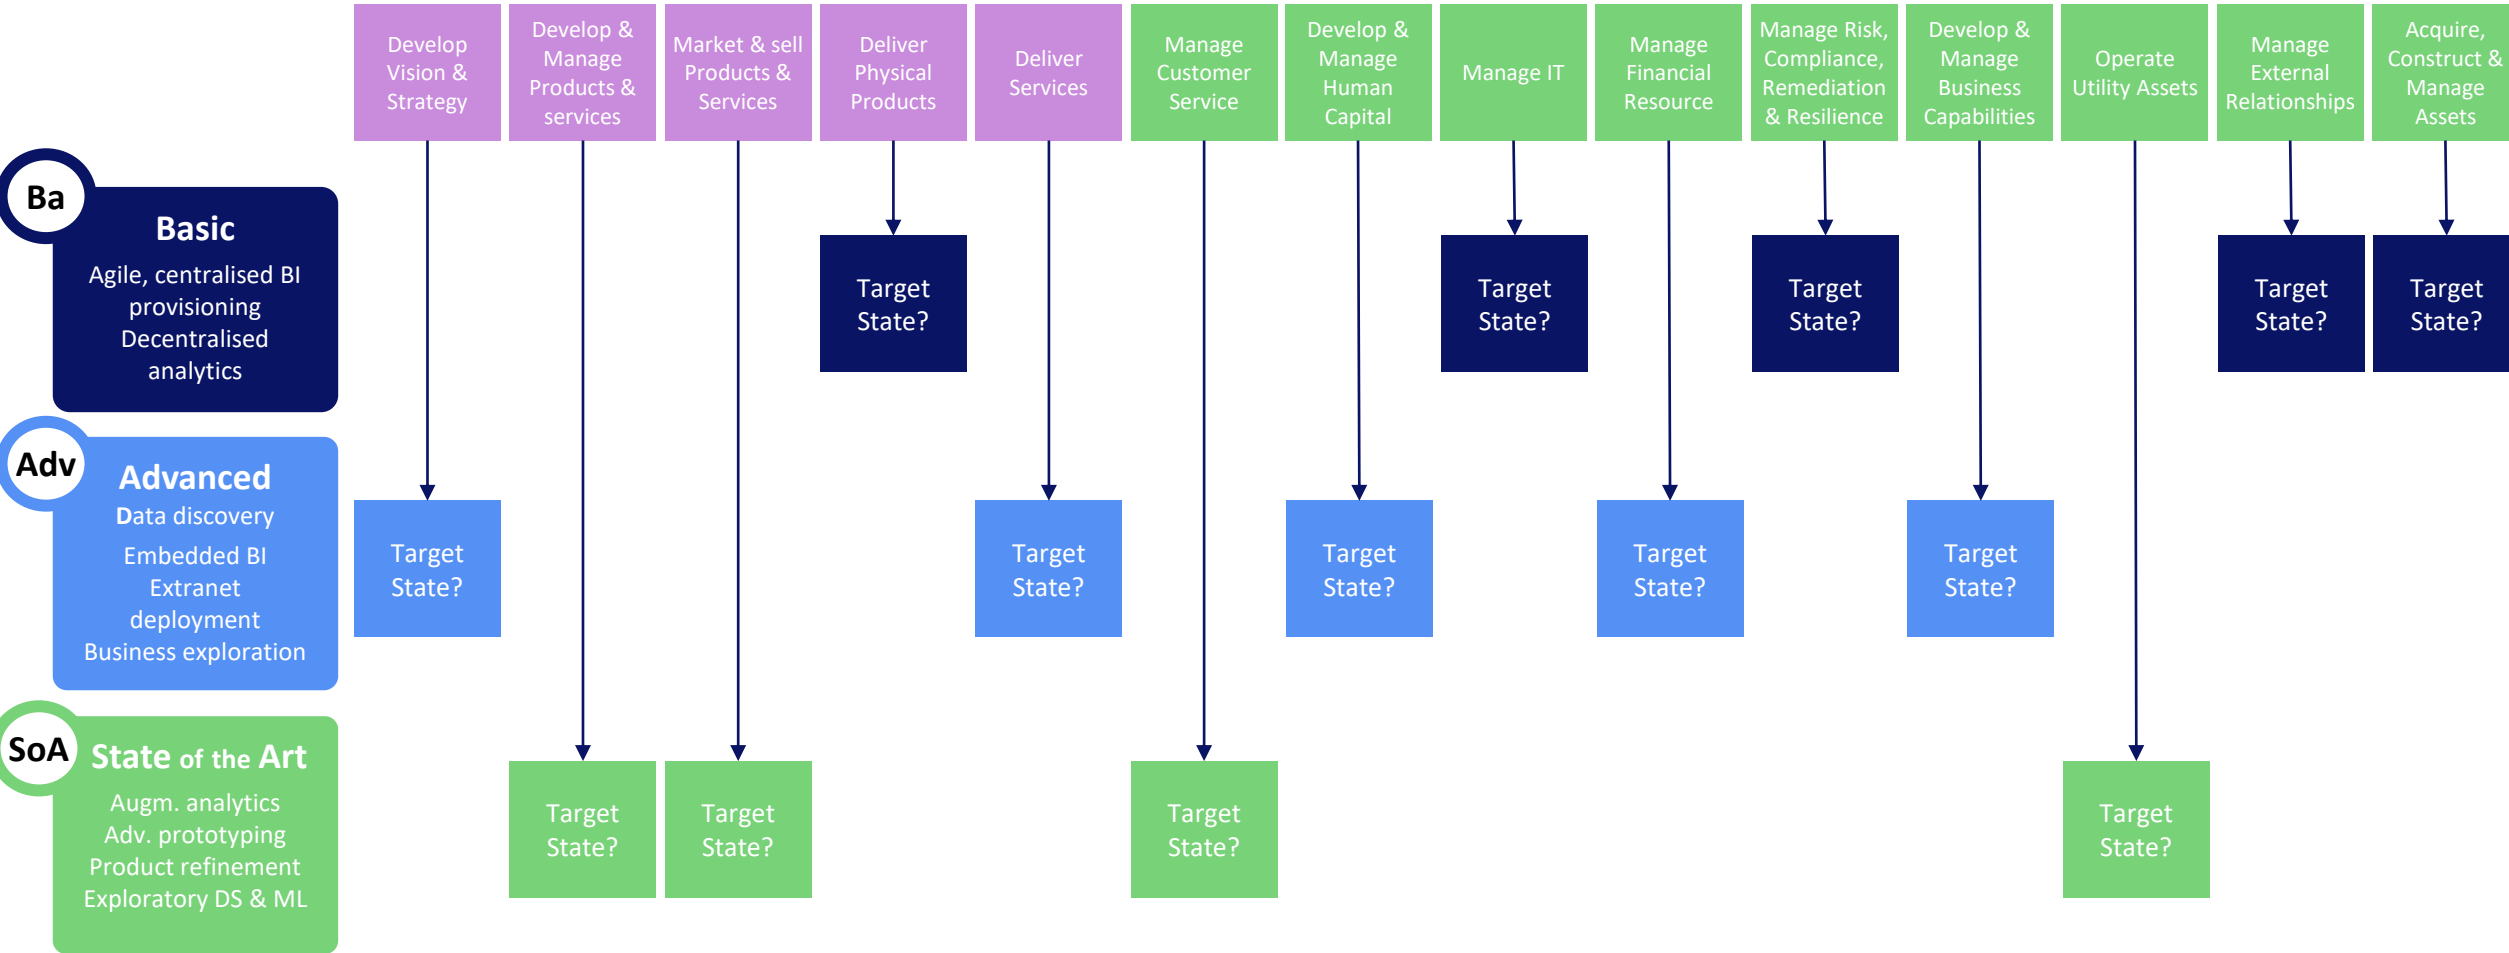 Develop
Vision &
Strategy
Develop &
Manage
Products &
services
Market & sell
Products &
Services
Deliver
Physical
Products
Deliver
Services
Manage
Customer
Service
Develop &
Manage
Human
Capital
Manage IT
Manage
Financial
Resource
Manage Risk,
Compliance,
Remediation
& Resilience
Develop &
Manage
Business
Capabilities
Operate
Utility Assets
Manage
External
Relationships
Acquire,
Construct &
Manage
Assets
Ba
Basic
Agile, centralised BI
provisioning
Decentralised
analytics
Target
State?
Target
State?
Target
State?
Target
State?
Target
State?
Adv
Advanced
Data discovery
Embedded BI
Extranet
deployment
Business exploration
Target
State?
Target
State?
Target
State?
Target
State?
Target
State?
SoA
State of the Art
Augm. analytics
Adv. prototyping
Product refinement
Exploratory DS & ML
Target
State?
Target
State?
Target
State?
Target
State?